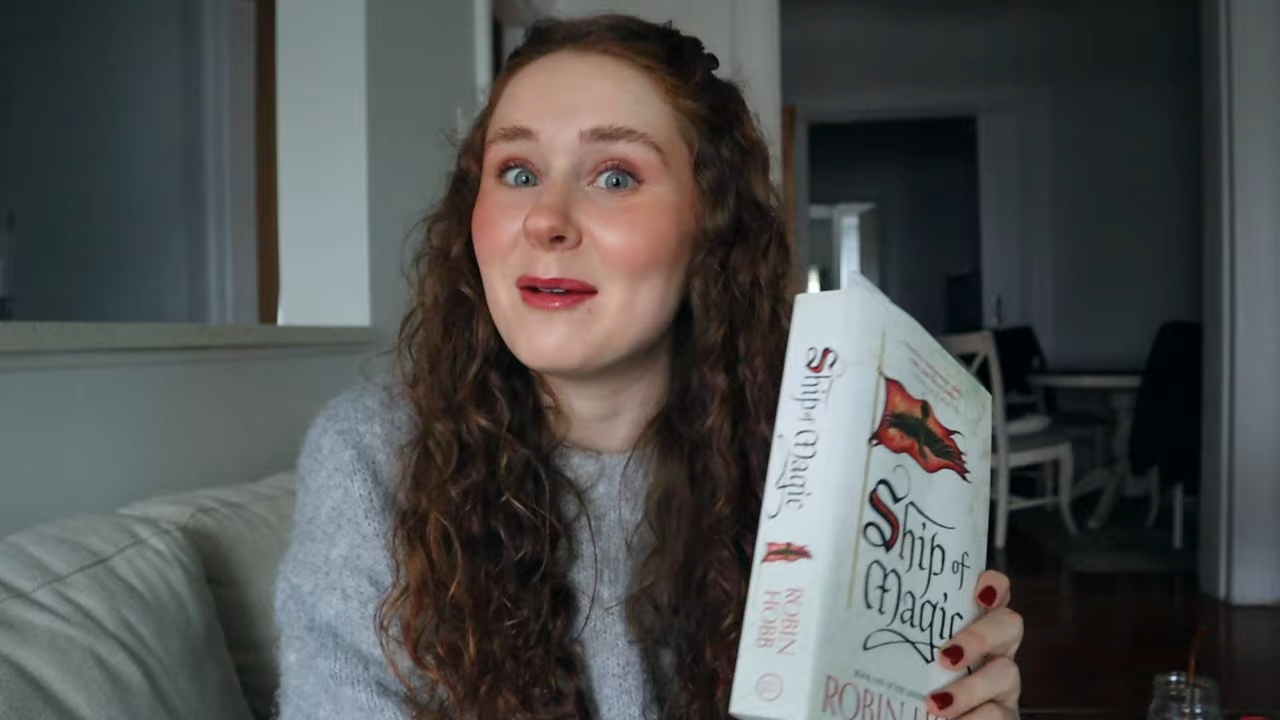 Ship of Magic
ROBIN
HOBB
Ship of
Magic
ROBIN